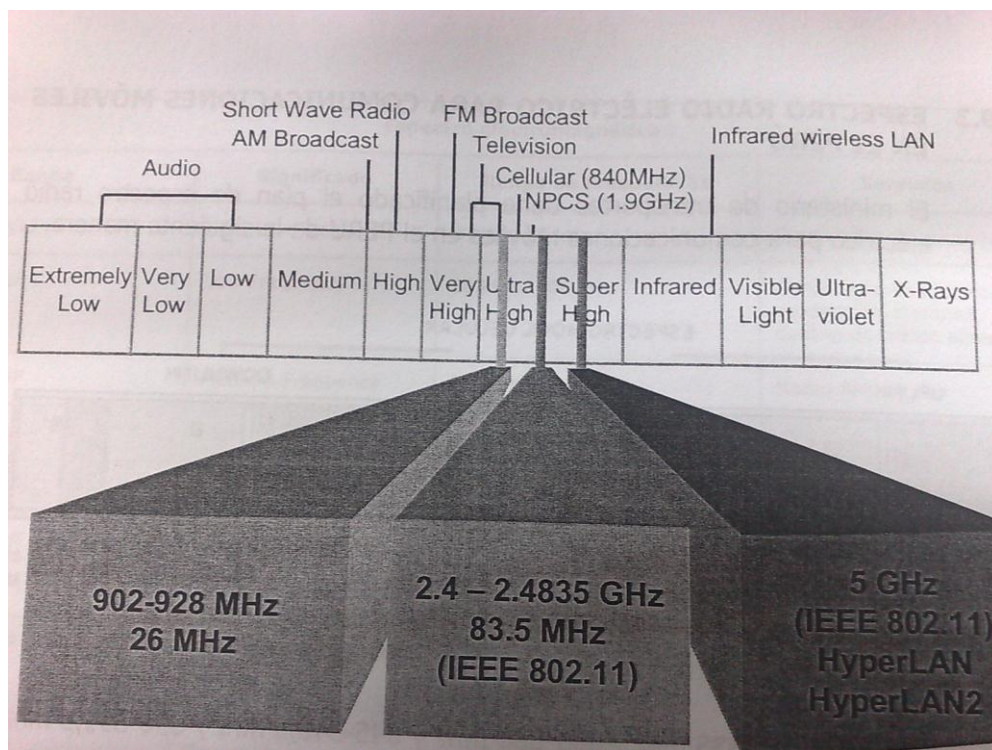 Short Wave Radio
FM Broadcast
AM Broadcast
Television
Infrared wireless LAN
Audio
Cellular (840MHz)
NPCS (1.9GHz)
Extremely Low
Very Low
Low
Medium
High
Very High
Ultra High
Super High
Infrared
Visible Light
Ultra-violet
X-Rays
902-928 MHz
26 MHz
2.4 – 2.4835 GHz
83.5 MHz
(IEEE 802.11)
5 GHz
(IEEE 802.11)
HyperLAN
HyperLAN2